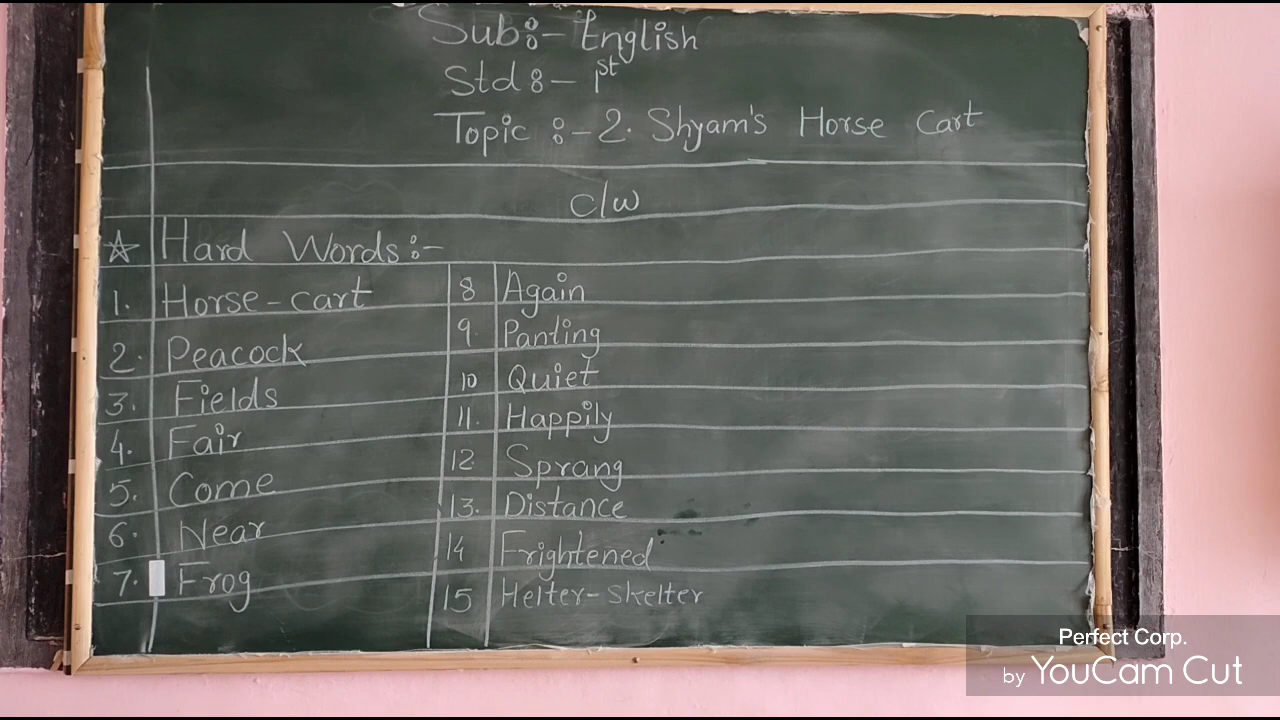 Sub:- English
Std:- 1st
Topic:- 2. Shyam's Horse Cart
c/w
☆ Hard Words:-
1. Horse-cart
2. Peacock
3. Fields
4. Fair
5. Come
6. Near
7. Frog
8 Again
9. Panting
10 Quiet
11. Happily
12 Sprang
13. Distance
14 Frightened
15 Helter-skelter
Perfect Corp.
by YouCam Cut